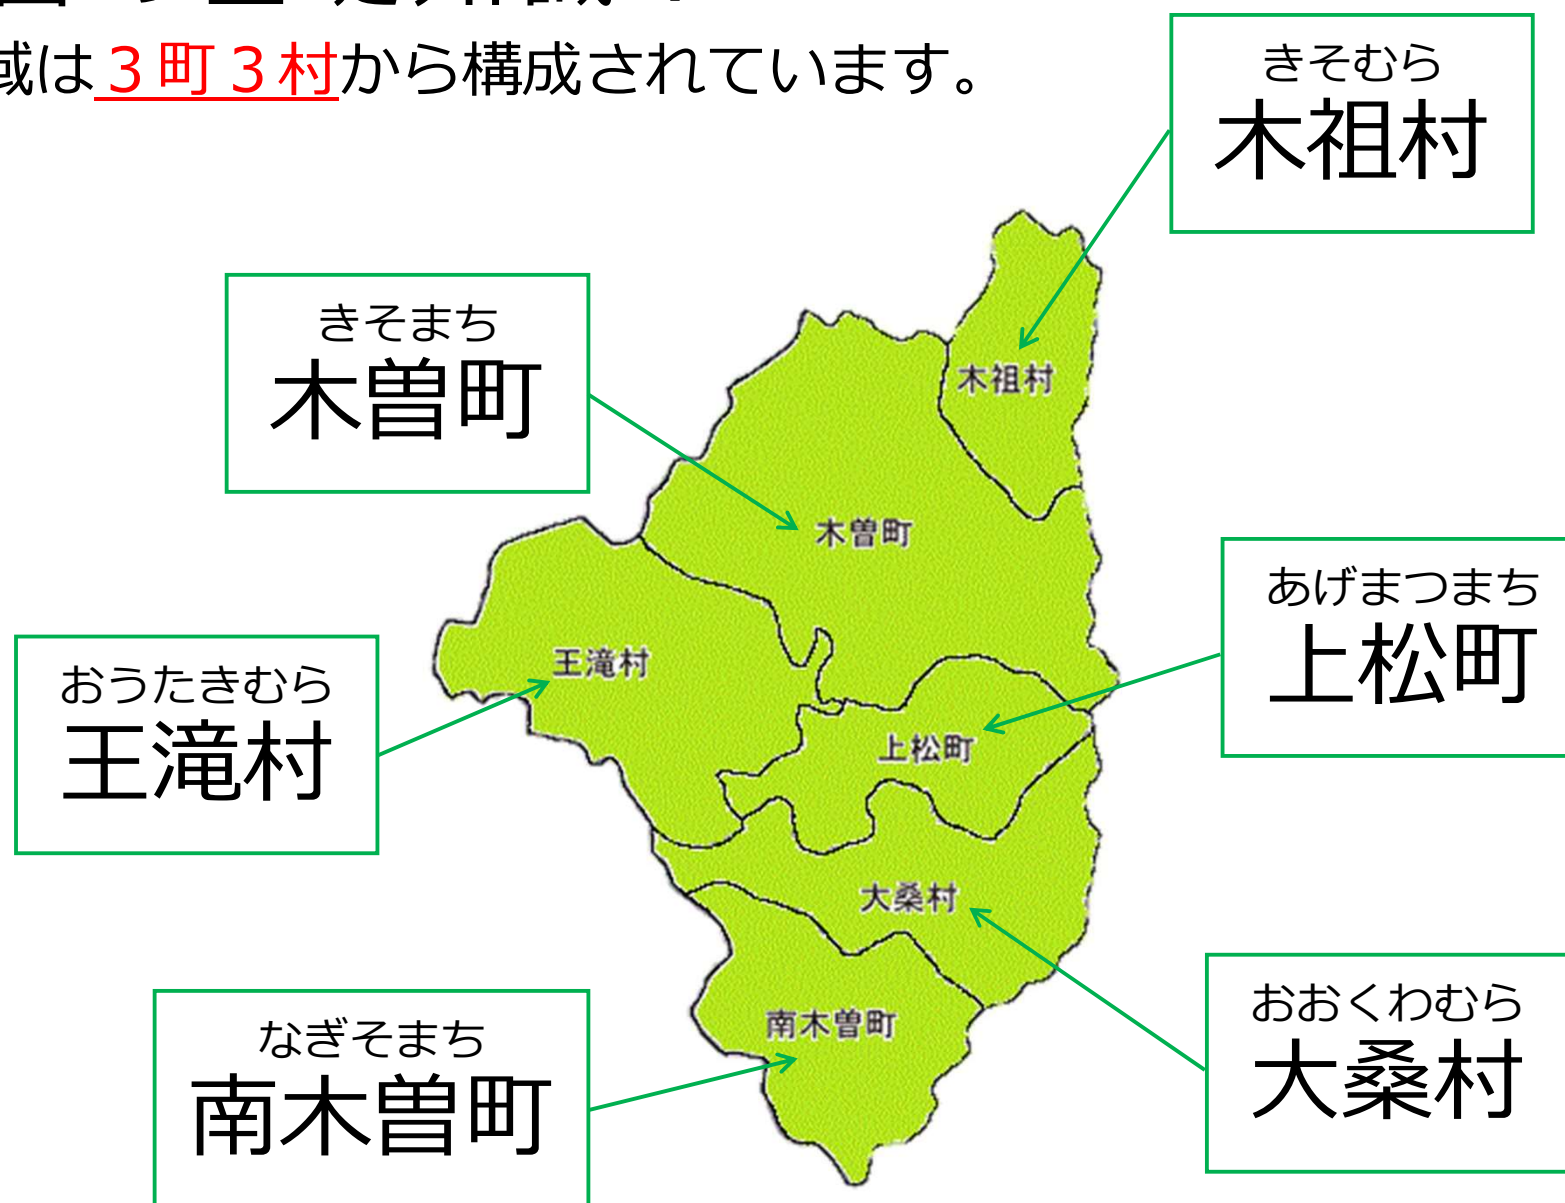 域は３町３村から構成されています。
きそむら
木祖村
きそまち
木曽町
木祖村
木曽町
あげまつまち
上松町
おうたきむら
王滝村
王滝村
上松町
大桑村
おおくわむら
大桑村
なぎそまち
南木曽町
南木曽町